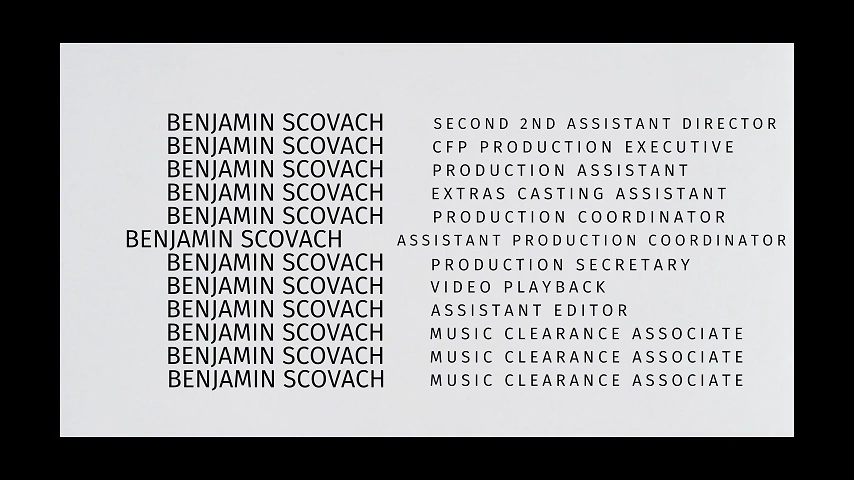 BENJAMIN SCOVACH SECOND 2ND ASSISTANT DIRECTOR
BENJAMIN SCOVACH CFP PRODUCTION EXECUTIVE
BENJAMIN SCOVACH PRODUCTION ASSISTANT
BENJAMIN SCOVACH EXTRAS CASTING ASSISTANT
BENJAMIN SCOVACH PRODUCTION COORDINATOR
BENJAMIN SCOVACH ASSISTANT PRODUCTION COORDINATOR
BENJAMIN SCOVACH PRODUCTION SECRETARY
BENJAMIN SCOVACH VIDEO PLAYBACK
BENJAMIN SCOVACH ASSISTANT EDITOR
BENJAMIN SCOVACH MUSIC CLEARANCE ASSOCIATE
BENJAMIN SCOVACH MUSIC CLEARANCE ASSOCIATE
BENJAMIN SCOVACH MUSIC CLEARANCE ASSOCIATE